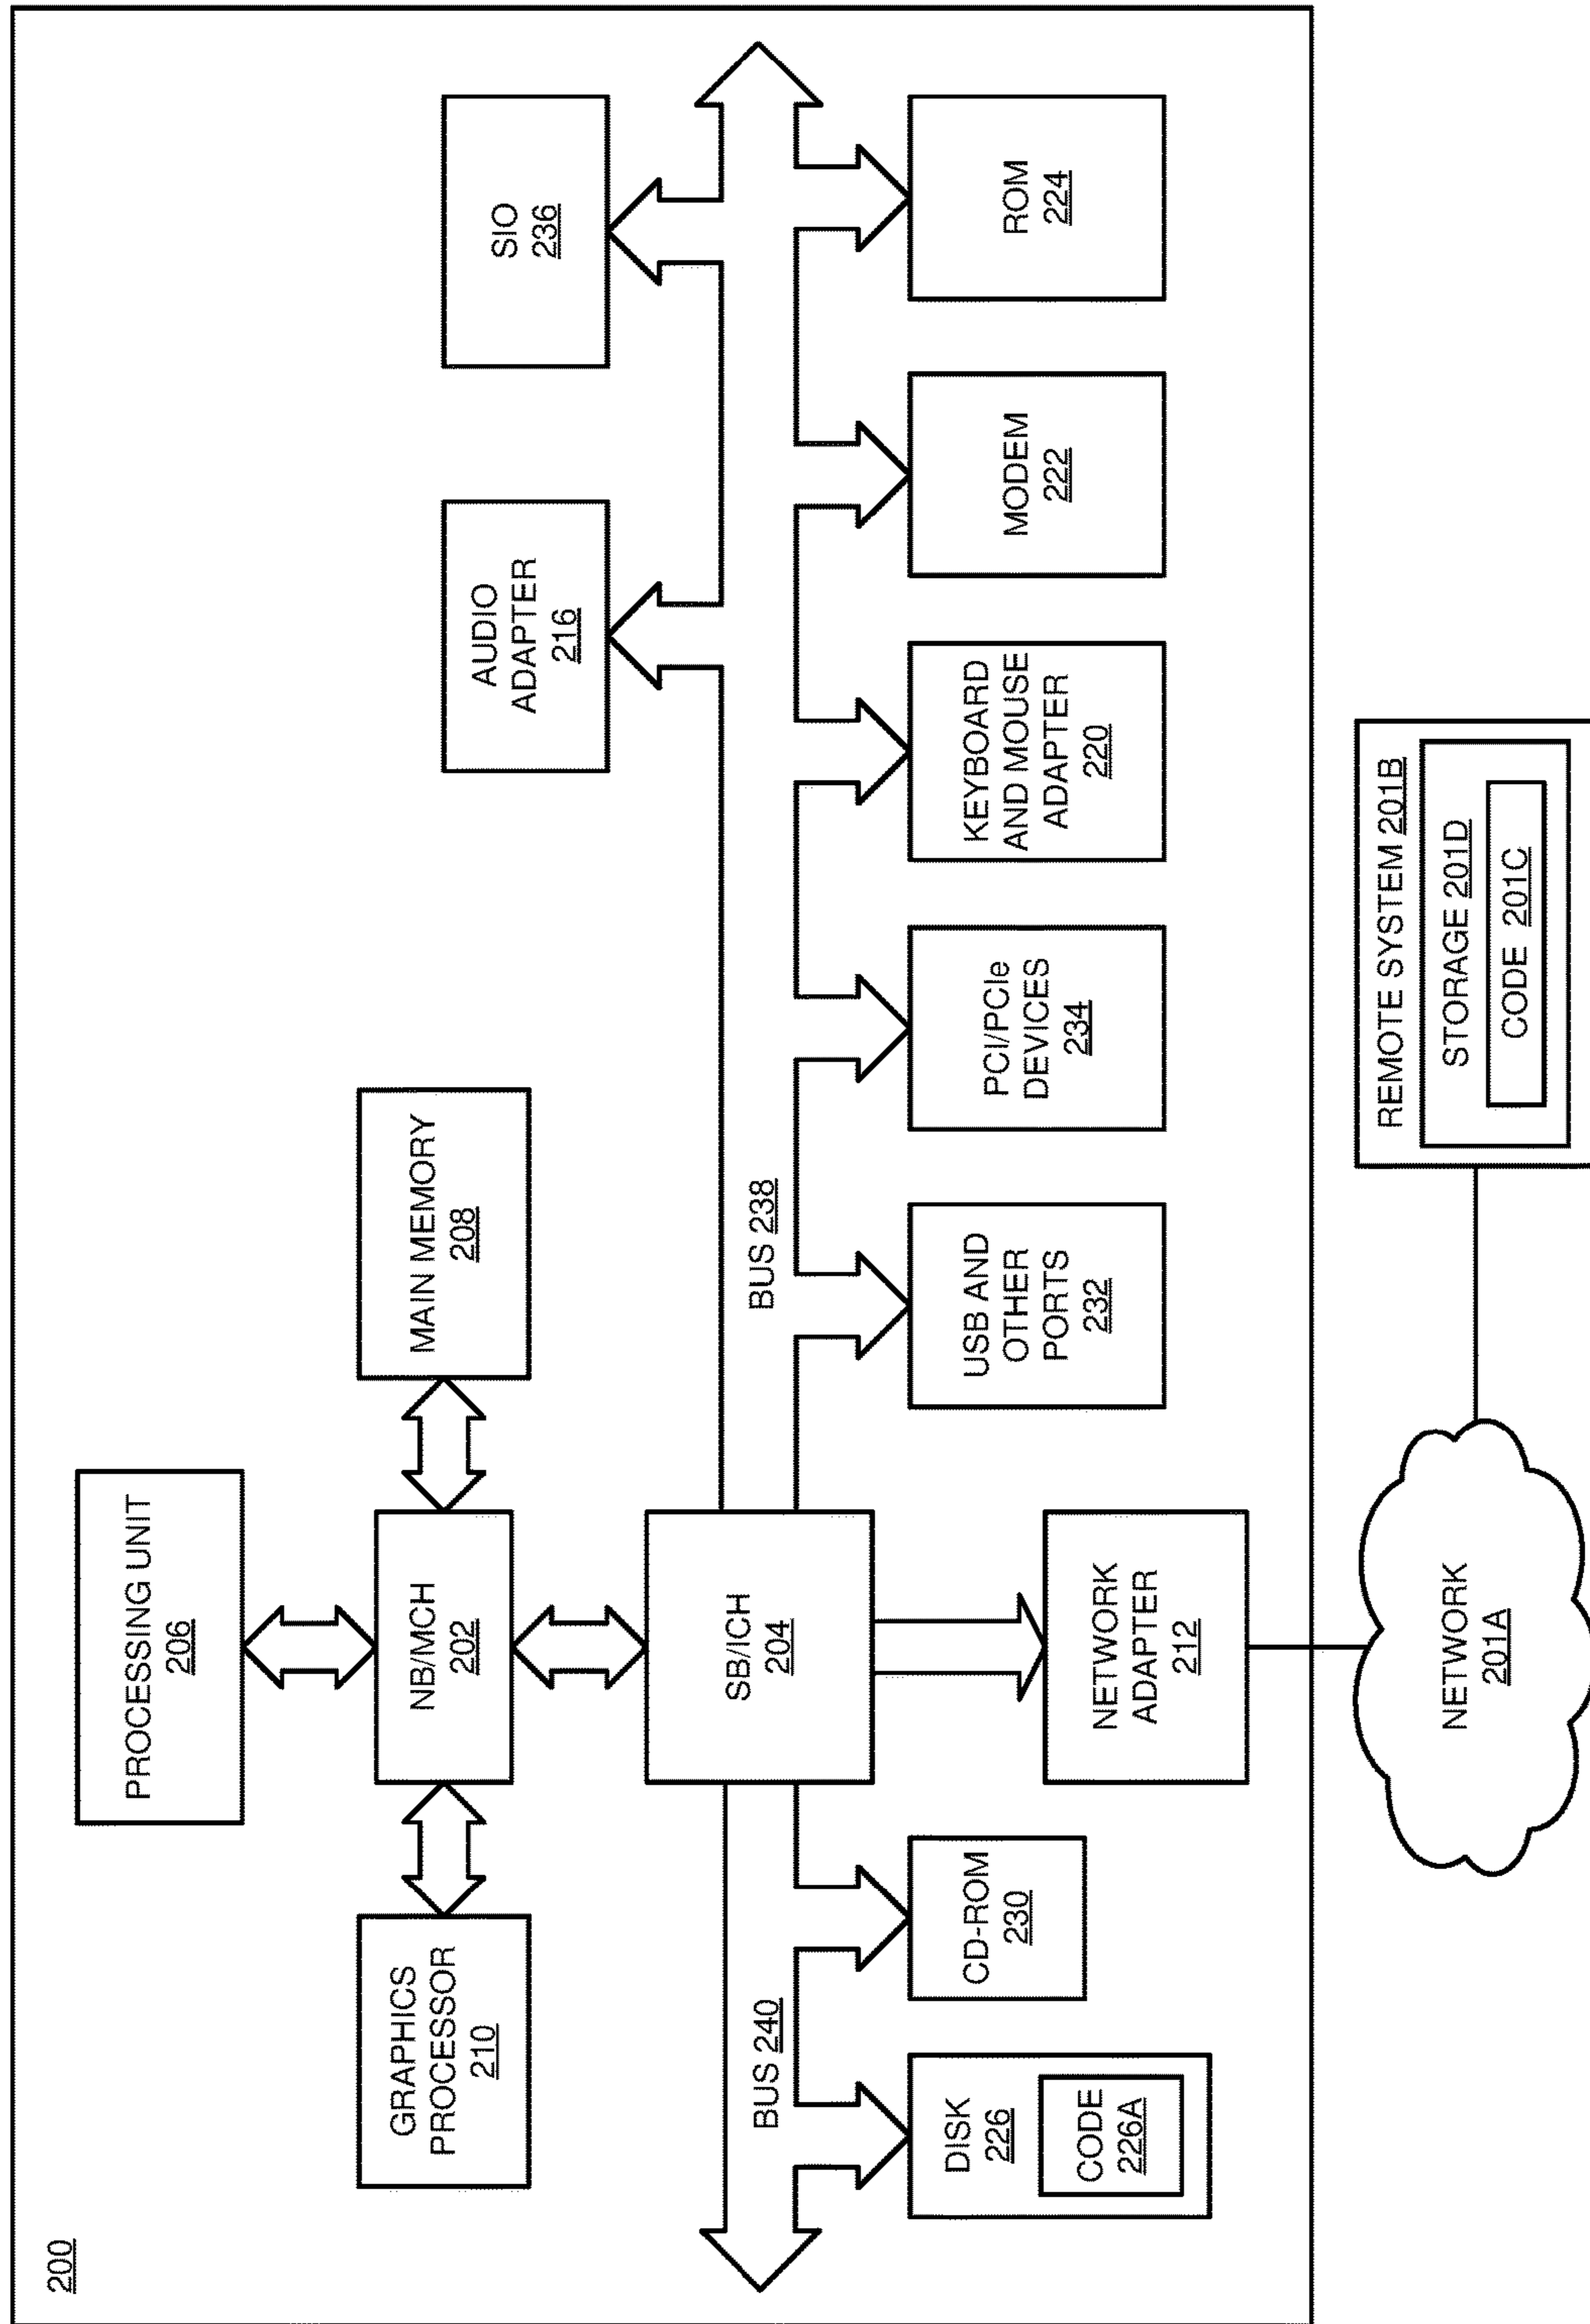 200
PROCESSING UNIT
206
GRAPHICS
PROCESSOR
210
NB/MCH
202
MAIN MEMORY
208
AUDIO
ADAPTER
216
SIO
236
SB/ICH
204
BUS 240
BUS 238
DISK
226
CODE
226A
CD-ROM
230
NETWORK
ADAPTER
212
USB AND
OTHER
PORTS
232
PCI/PCIe
DEVICES
234
KEYBOARD
AND MOUSE
ADAPTER
220
MODEM
222
ROM
224
NETWORK
201A
REMOTE SYSTEM 201B
STORAGE 201D
CODE 201C